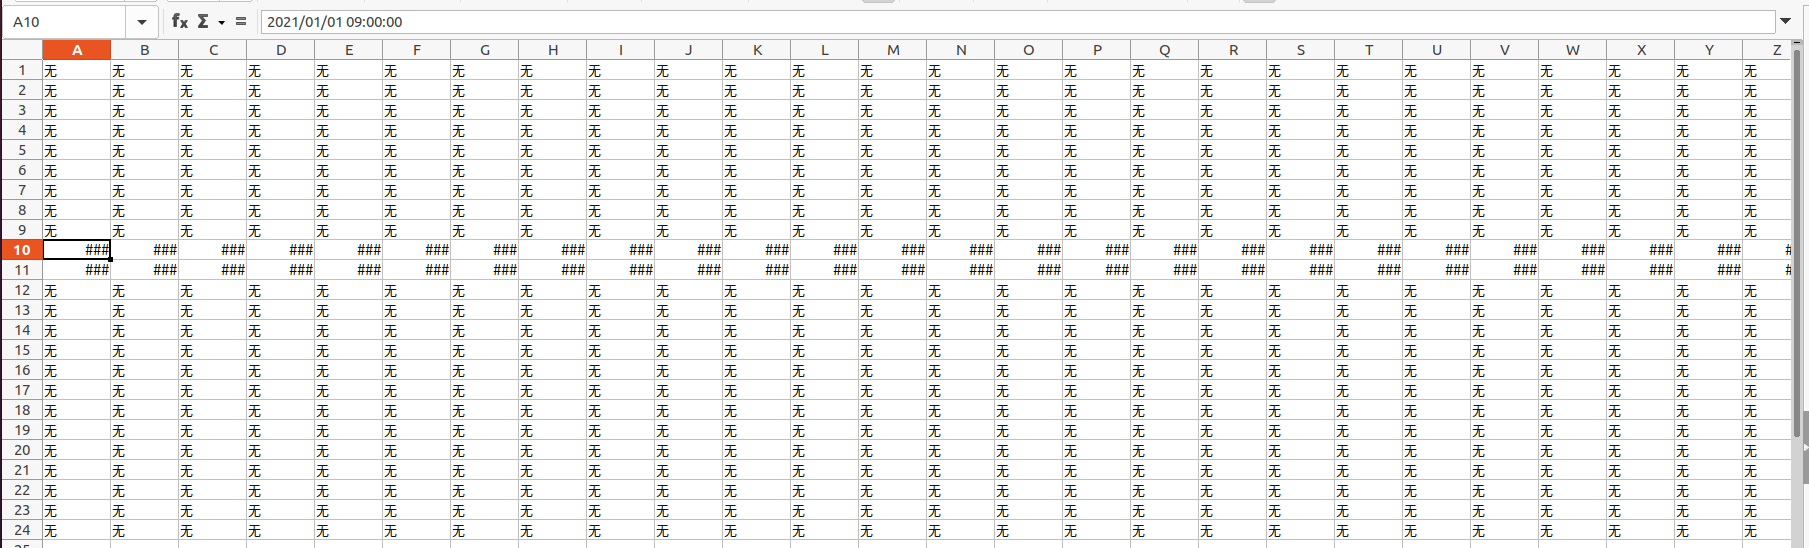 A10 fx Σ = 2021/01/01 09:00:00
A B C D E F G H I J K L M N O P Q R S T U V W X Y Z
1 无 无 无 无 无 无 无 无 无 无 无 无 无 无 无 无 无 无 无 无 无 无 无 无 无 无
2 无 无 无 无 无 无 无 无 无 无 无 无 无 无 无 无 无 无 无 无 无 无 无 无 无 无
3 无 无 无 无 无 无 无 无 无 无 无 无 无 无 无 无 无 无 无 无 无 无 无 无 无 无
4 无 无 无 无 无 无 无 无 无 无 无 无 无 无 无 无 无 无 无 无 无 无 无 无 无 无
5 无 无 无 无 无 无 无 无 无 无 无 无 无 无 无 无 无 无 无 无 无 无 无 无 无 无
6 无 无 无 无 无 无 无 无 无 无 无 无 无 无 无 无 无 无 无 无 无 无 无 无 无 无
7 无 无 无 无 无 无 无 无 无 无 无 无 无 无 无 无 无 无 无 无 无 无 无 无 无 无
8 无 无 无 无 无 无 无 无 无 无 无 无 无 无 无 无 无 无 无 无 无 无 无 无 无 无
9 无 无 无 无 无 无 无 无 无 无 无 无 无 无 无 无 无 无 无 无 无 无 无 无 无 无
10 ### ### ### ### ### ### ### ### ### ### ### ### ### ### ### ### ### ### ### ### ### ### ### ### ### #
11 ### ### ### ### ### ### ### ### ### ### ### ### ### ### ### ### ### ### ### ### ### ### ### ### ### #
12 无 无 无 无 无 无 无 无 无 无 无 无 无 无 无 无 无 无 无 无 无 无 无 无 无 无
13 无 无 无 无 无 无 无 无 无 无 无 无 无 无 无 无 无 无 无 无 无 无 无 无 无 无
14 无 无 无 无 无 无 无 无 无 无 无 无 无 无 无 无 无 无 无 无 无 无 无 无 无 无
15 无 无 无 无 无 无 无 无 无 无 无 无 无 无 无 无 无 无 无 无 无 无 无 无 无 无
16 无 无 无 无 无 无 无 无 无 无 无 无 无 无 无 无 无 无 无 无 无 无 无 无 无 无
17 无 无 无 无 无 无 无 无 无 无 无 无 无 无 无 无 无 无 无 无 无 无 无 无 无 无
18 无 无 无 无 无 无 无 无 无 无 无 无 无 无 无 无 无 无 无 无 无 无 无 无 无 无
19 无 无 无 无 无 无 无 无 无 无 无 无 无 无 无 无 无 无 无 无 无 无 无 无 无 无
20 无 无 无 无 无 无 无 无 无 无 无 无 无 无 无 无 无 无 无 无 无 无 无 无 无 无
21 无 无 无 无 无 无 无 无 无 无 无 无 无 无 无 无 无 无 无 无 无 无 无 无 无 无
22 无 无 无 无 无 无 无 无 无 无 无 无 无 无 无 无 无 无 无 无 无 无 无 无 无 无
23 无 无 无 无 无 无 无 无 无 无 无 无 无 无 无 无 无 无 无 无 无 无 无 无 无 无
24 无 无 无 无 无 无 无 无 无 无 无 无 无 无 无 无 无 无 无 无 无 无 无 无 无 无